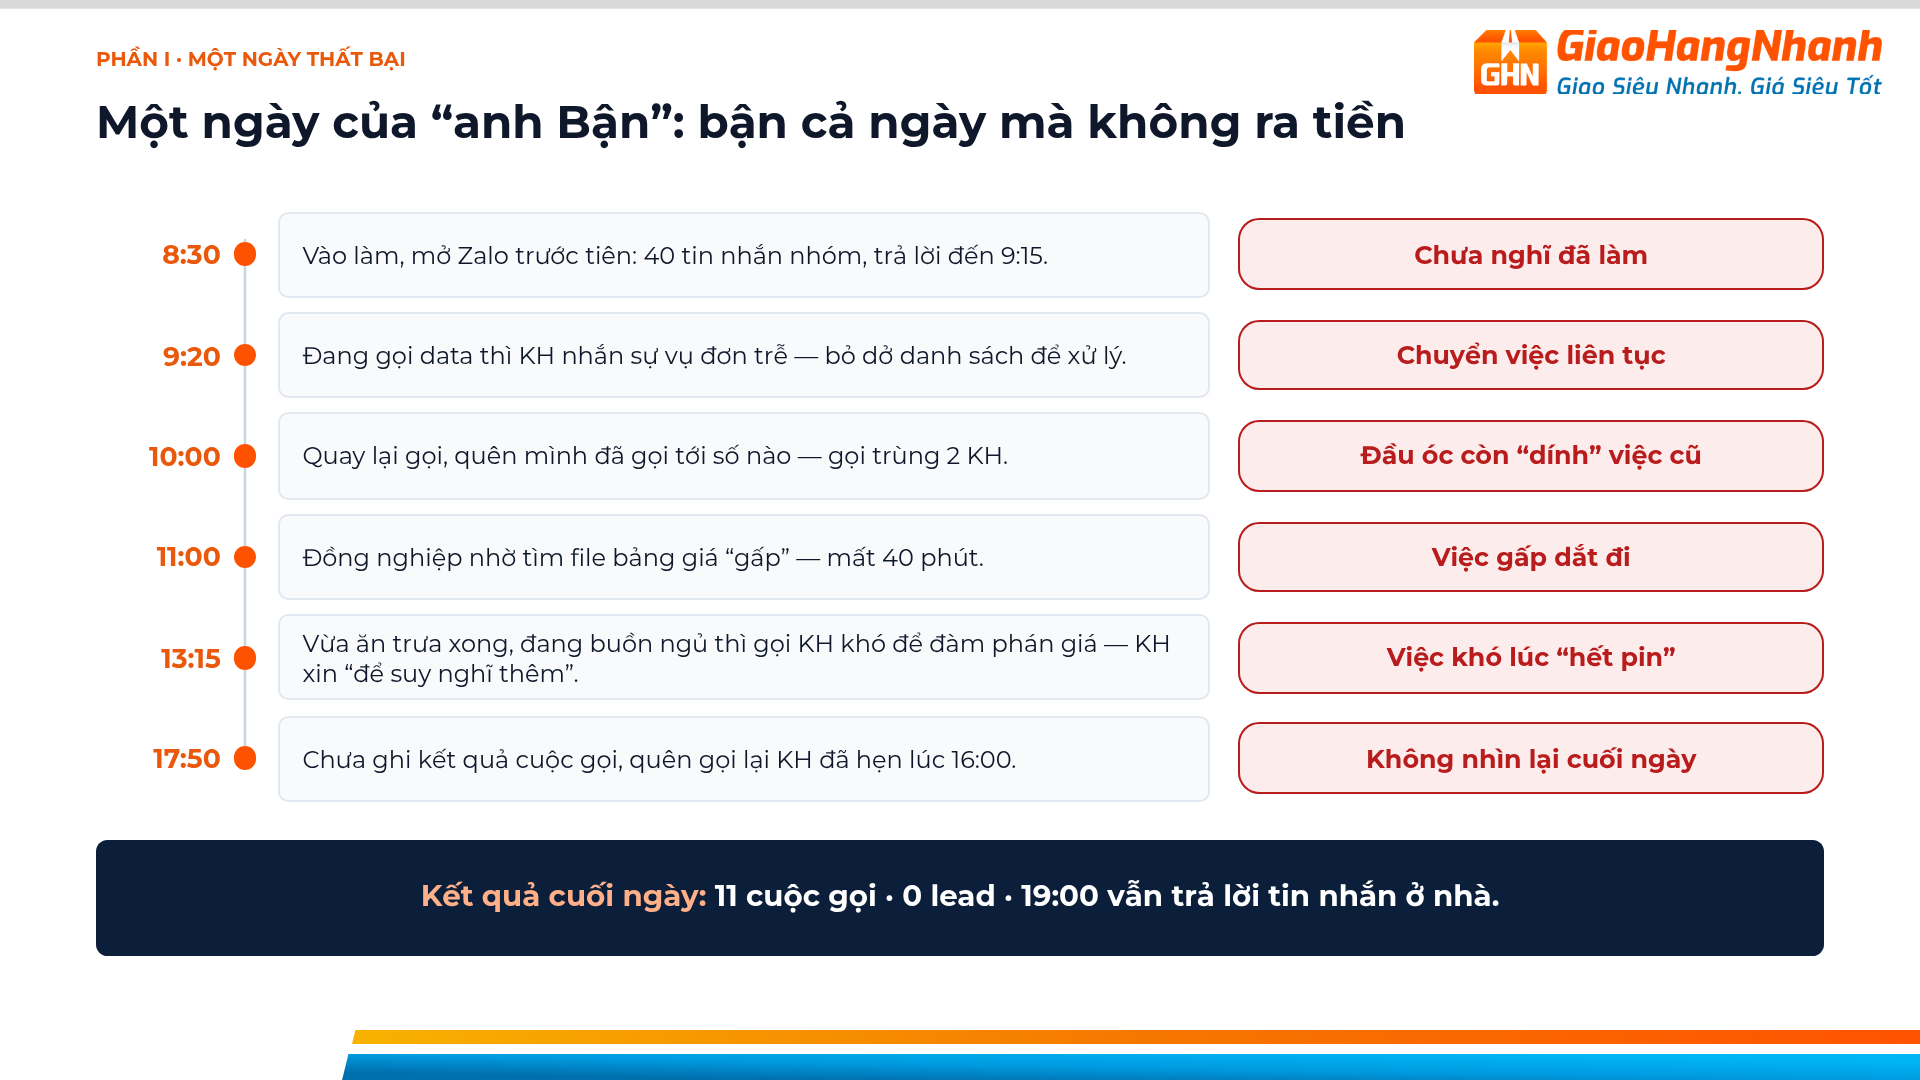 PHẦN I · MỘT NGÀY THẤT BẠI
GHN
GiaoHangNhanh
Giao Siêu Nhanh. Giá Siêu Tốt
Một ngày của “anh Bận”: bận cả ngày mà không ra tiền
8:30
Vào làm, mở Zalo trước tiên: 40 tin nhắn nhóm, trả lời đến 9:15.
Chưa nghĩ đã làm
9:20
Đang gọi data thì KH nhắn sự vụ đơn trễ — bỏ dở danh sách để xử lý.
Chuyển việc liên tục
10:00
Quay lại gọi, quên mình đã gọi tới số nào — gọi trùng 2 KH.
Đầu óc còn “dính” việc cũ
11:00
Đồng nghiệp nhờ tìm file bảng giá “gấp” — mất 40 phút.
Việc gấp dắt đi
13:15
Vừa ăn trưa xong, đang buồn ngủ thì gọi KH khó để đàm phán giá — KH
xin “để suy nghĩ thêm”.
Việc khó lúc “hết pin”
17:50
Chưa ghi kết quả cuộc gọi, quên gọi lại KH đã hẹn lúc 16:00.
Không nhìn lại cuối ngày
Kết quả cuối ngày: 11 cuộc gọi · 0 lead · 19:00 vẫn trả lời tin nhắn ở nhà.